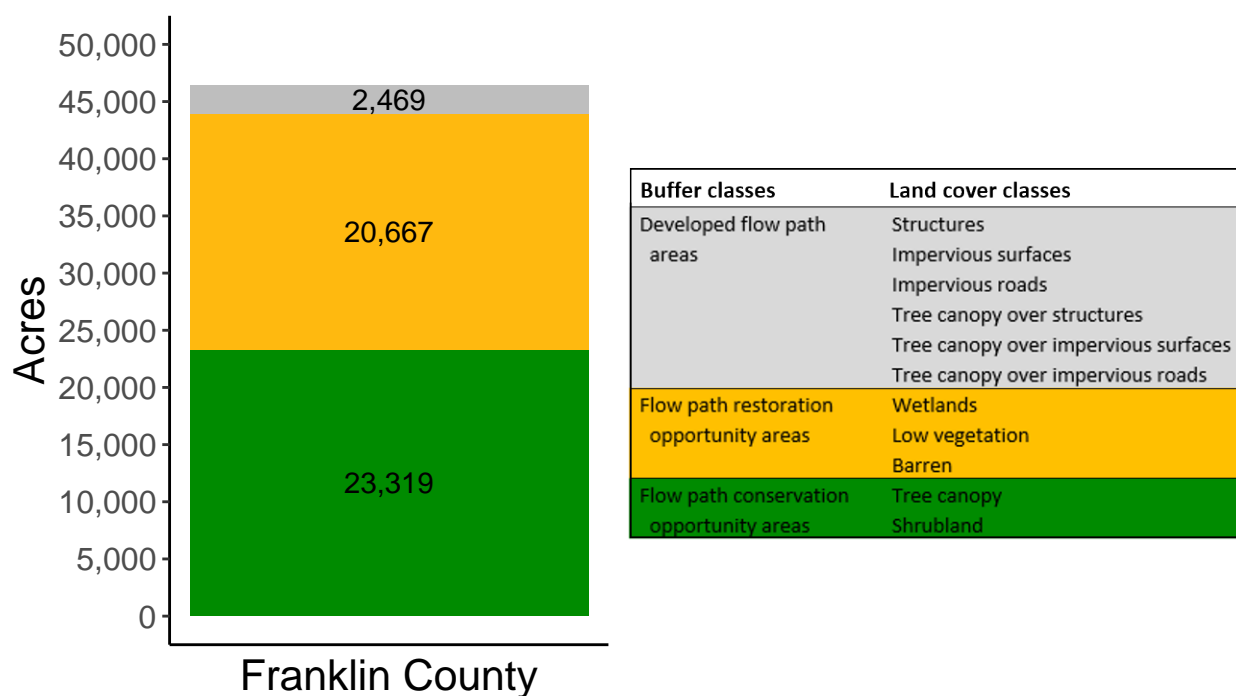 50,000
45,000
40,000
35,000
30,000
25,000
20,000
15,000
10,000
5,000
0
Acres
2,469
20,667
23,319
Franklin County
Buffer classes Land cover classes
Developed flow path Structures
areas Impervious surfaces
Impervious roads
Tree canopy over structures
Tree canopy over impervious surfaces
Tree canopy over impervious roads
Flow path restoration Wetlands
opportunity areas Low vegetation
Barren
Flow path conservation Tree canopy
opportunity areas Shrubland